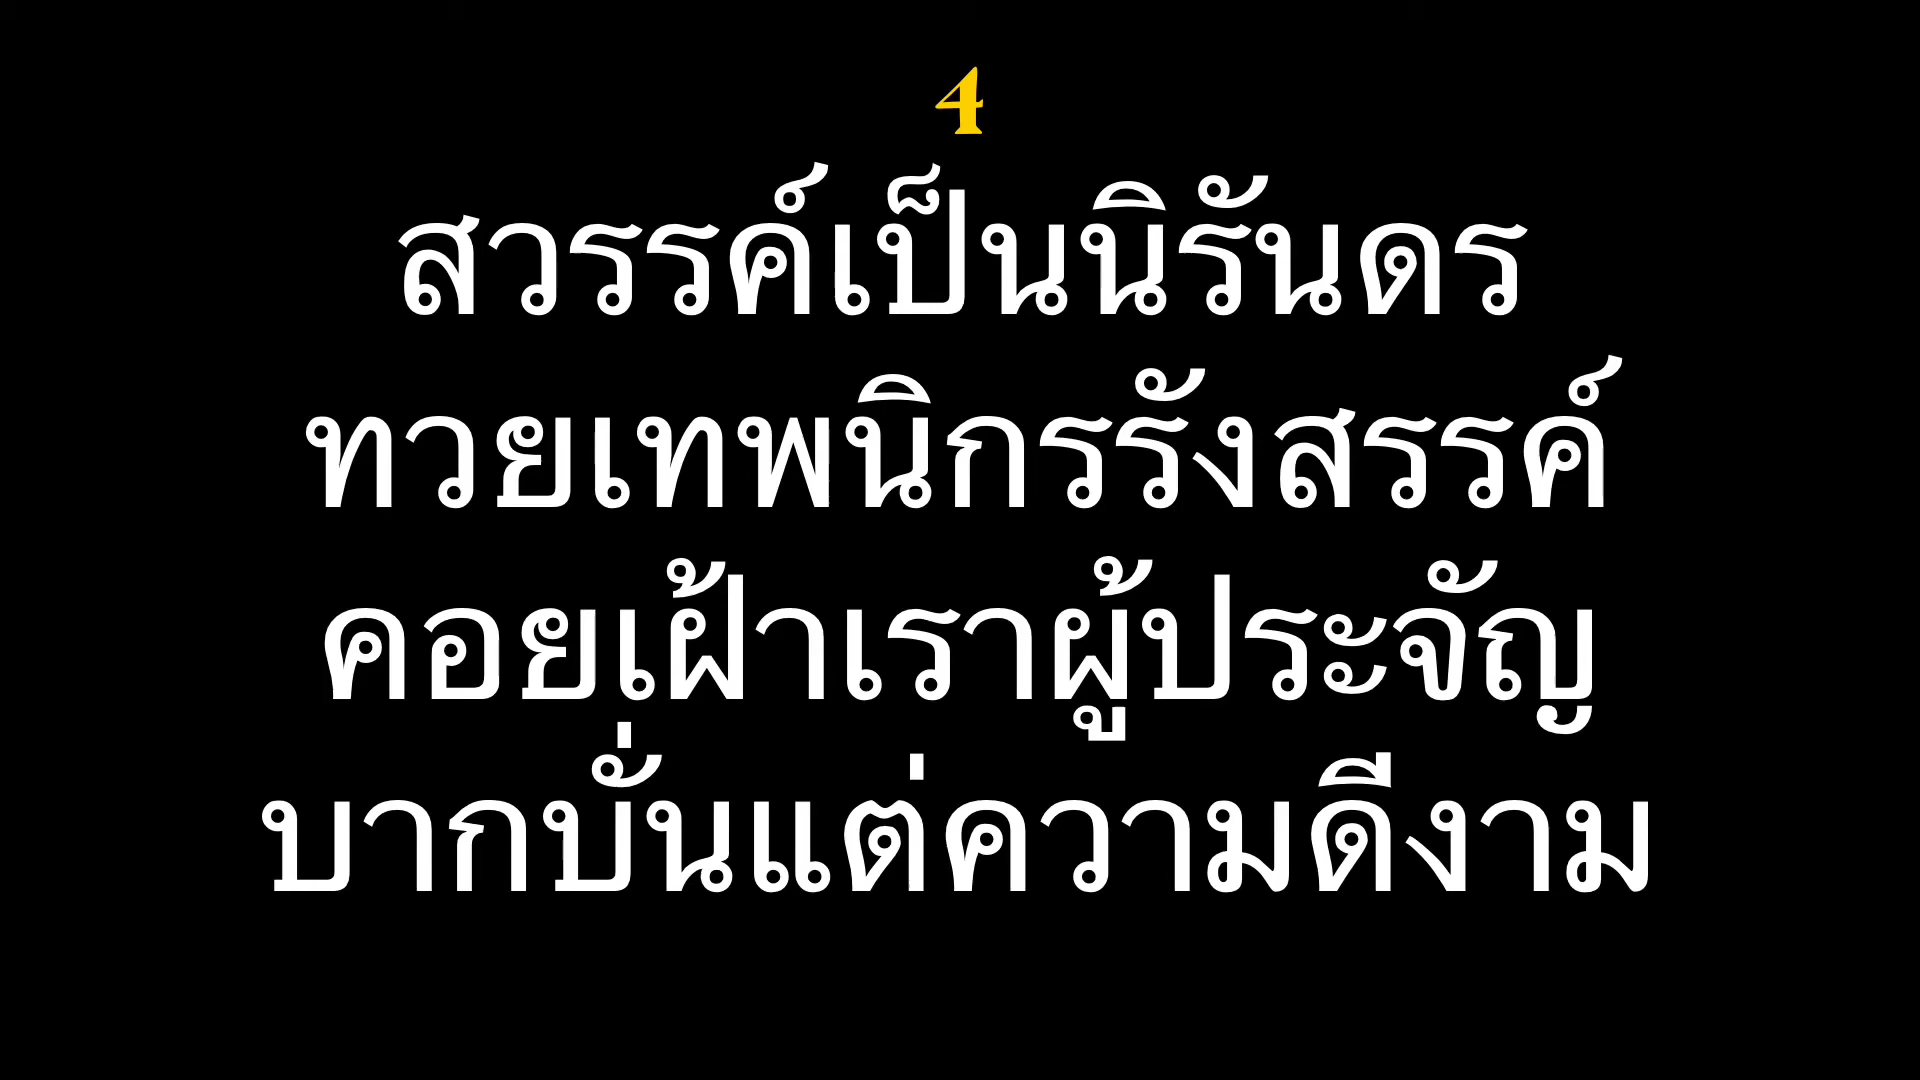 4
สวรรค์เป็นนิรันดร
ทวยเทพนิกรรังสรรค์
คอยเฝ้าเราผู้ประจัญ
บากบั่นแต่ความดีงาม